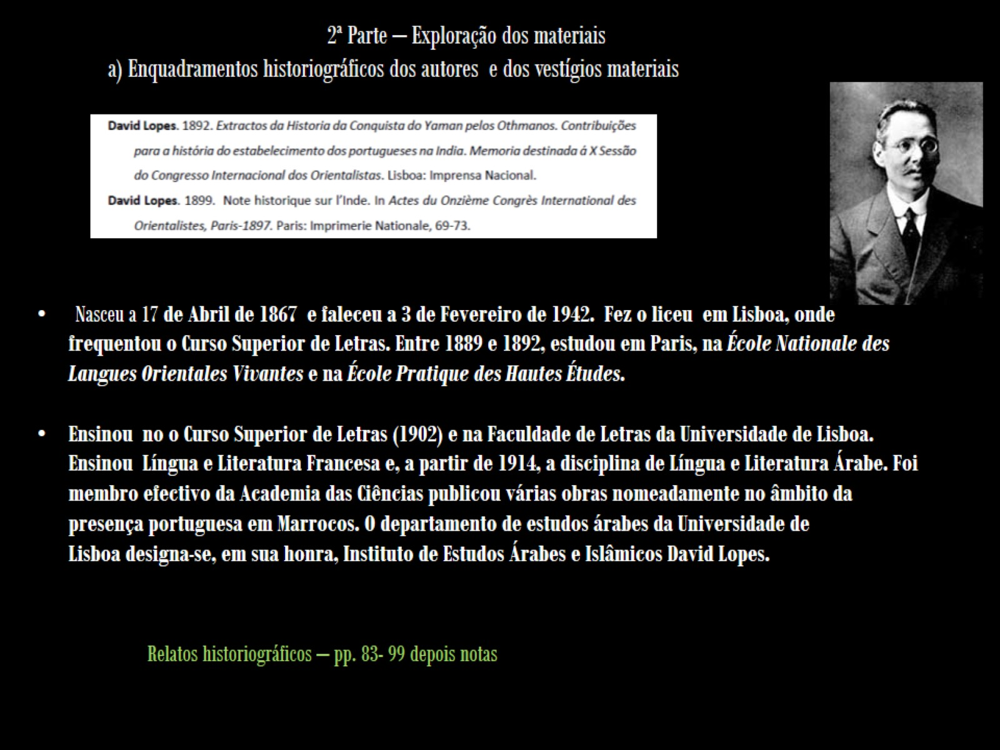 2ª Parte – Exploração dos materiais
a) Enquadramentos historiográficos dos autores e dos vestígios materiais
David Lopes. 1892. Extractos da Historia da Conquista do Yaman pelos Othmanos. Contribuições
para a história do estabelecimento dos portugueses na India. Memoria destinada á X Sessão
do Congresso Internacional dos Orientalistas. Lisboa: Imprensa Nacional.
David Lopes. 1899. Note historique sur l’Inde. In Actes du Onzième Congrès International des
Orientalistes, Paris-1897. Paris: Imprimerie Nationale, 69-73.
• Nasceu a 17 de Abril de 1867 e faleceu a 3 de Fevereiro de 1942. Fez o liceu em Lisboa, onde
frequentou o Curso Superior de Letras. Entre 1889 e 1892, estudou em Paris, na École Nationale des
Langues Orientales Vivantes e na École Pratique des Hautes Études.
• Ensinou no o Curso Superior de Letras (1902) e na Faculdade de Letras da Universidade de Lisboa.
Ensinou Língua e Literatura Francesa e, a partir de 1914, a disciplina de Língua e Literatura Árabe. Foi
membro efectivo da Academia das Ciências publicou várias obras nomeadamente no âmbito da
presença portuguesa em Marrocos. O departamento de estudos árabes da Universidade de
Lisboa designa-se, em sua honra, Instituto de Estudos Árabes e Islâmicos David Lopes.
Relatos historiográficos – pp. 83- 99 depois notas